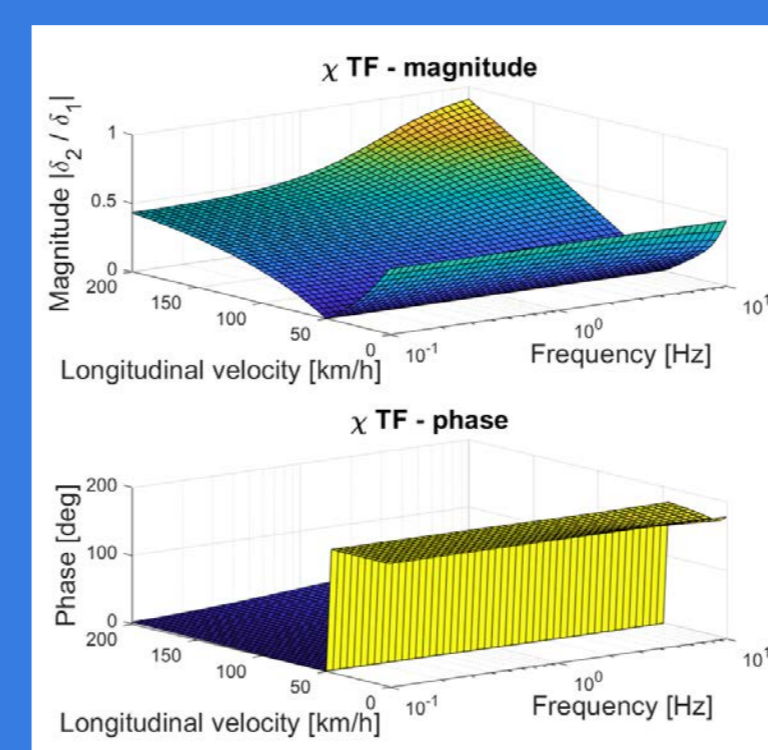 χ TF - magnitude
Magnitude |δ2 / δ1|
1
0.5
0
200
150
100
50
0
10-1
100
101
Longitudinal velocity [km/h]
Frequency [Hz]
χ TF - phase
Phase [deg]
200
100
0
200
150
100
50
0
10-1
100
101
Longitudinal velocity [km/h]
Frequency [Hz]